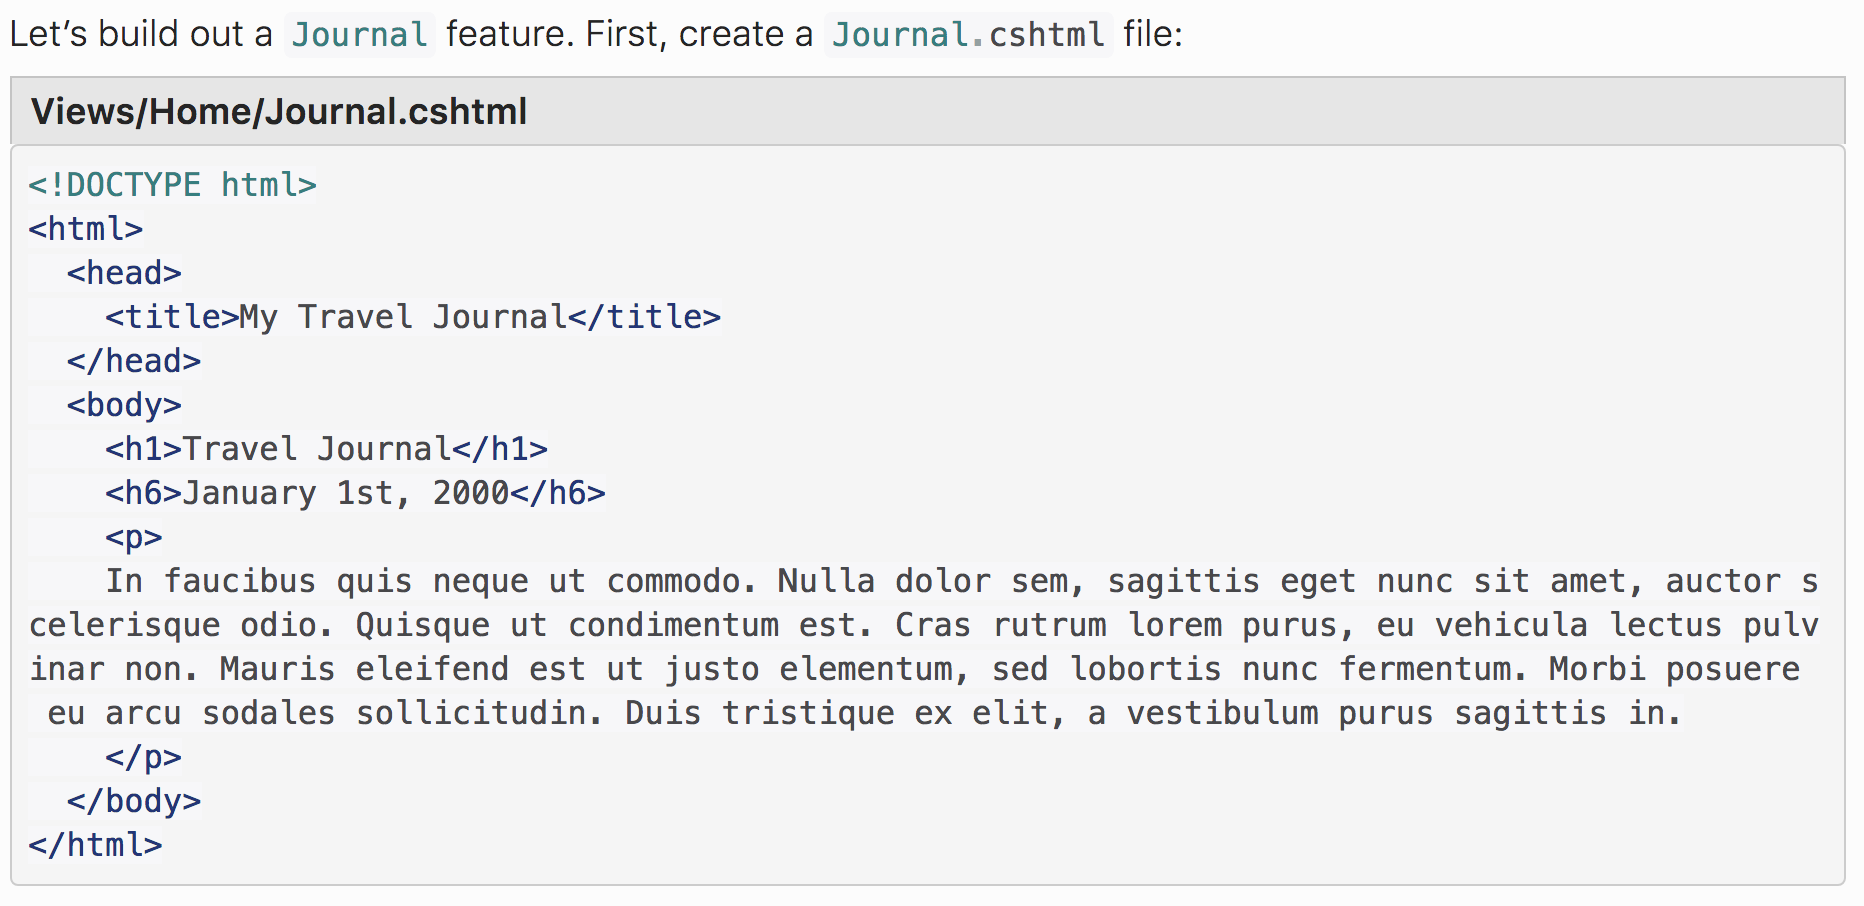 Let’s build out a Journal feature. First, create a Journal.cshtml file:
Views/Home/Journal.cshtml
<!DOCTYPE html>
<html>
  <head>
    <title>My Travel Journal</title>
  </head>
  <body>
    <h1>Travel Journal</h1>
    <h6>January 1st, 2000</h6>
    <p>
    In faucibus quis neque ut commodo. Nulla dolor sem, sagittis eget nunc sit amet, auctor s
celerisque odio. Quisque ut condimentum est. Cras rutrum lorem purus, eu vehicula lectus pulv
inar non. Mauris eleifend est ut justo elementum, sed lobortis nunc fermentum. Morbi posuere
 eu arcu sodales sollicitudin. Duis tristique ex elit, a vestibulum purus sagittis in.
    </p>
  </body>
</html>